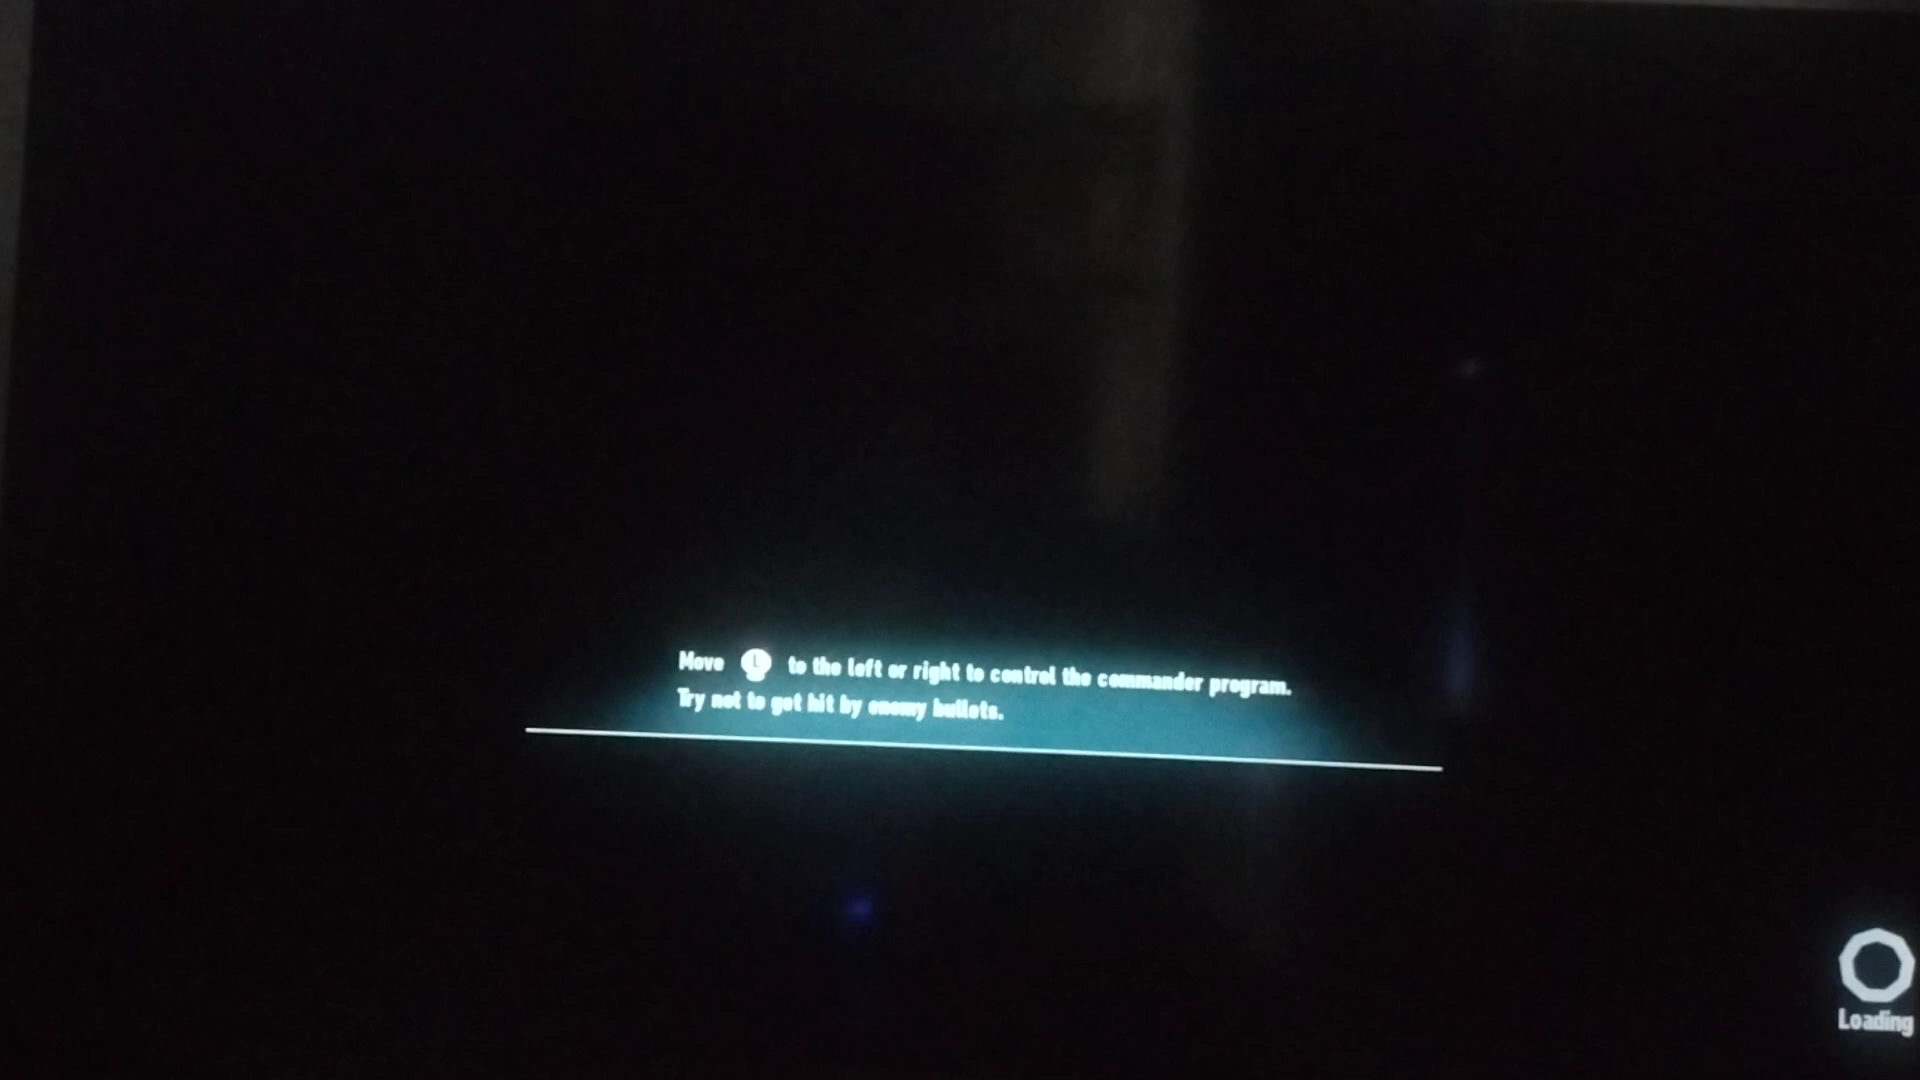 Move L to the left or right to control the commander program.
Try not to get hit by enemy bullets.
Loading